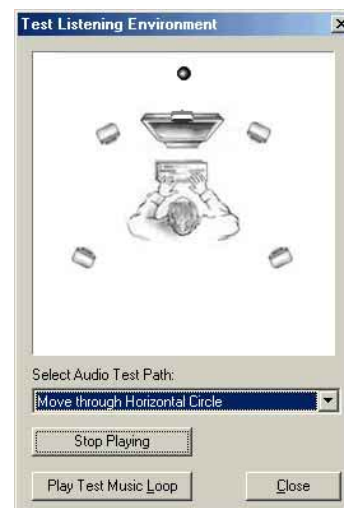 Test Listening Environment
Select Audio Test Path:
Move through Horizontal Circle
Stop Playing
Play Test Music Loop
Close